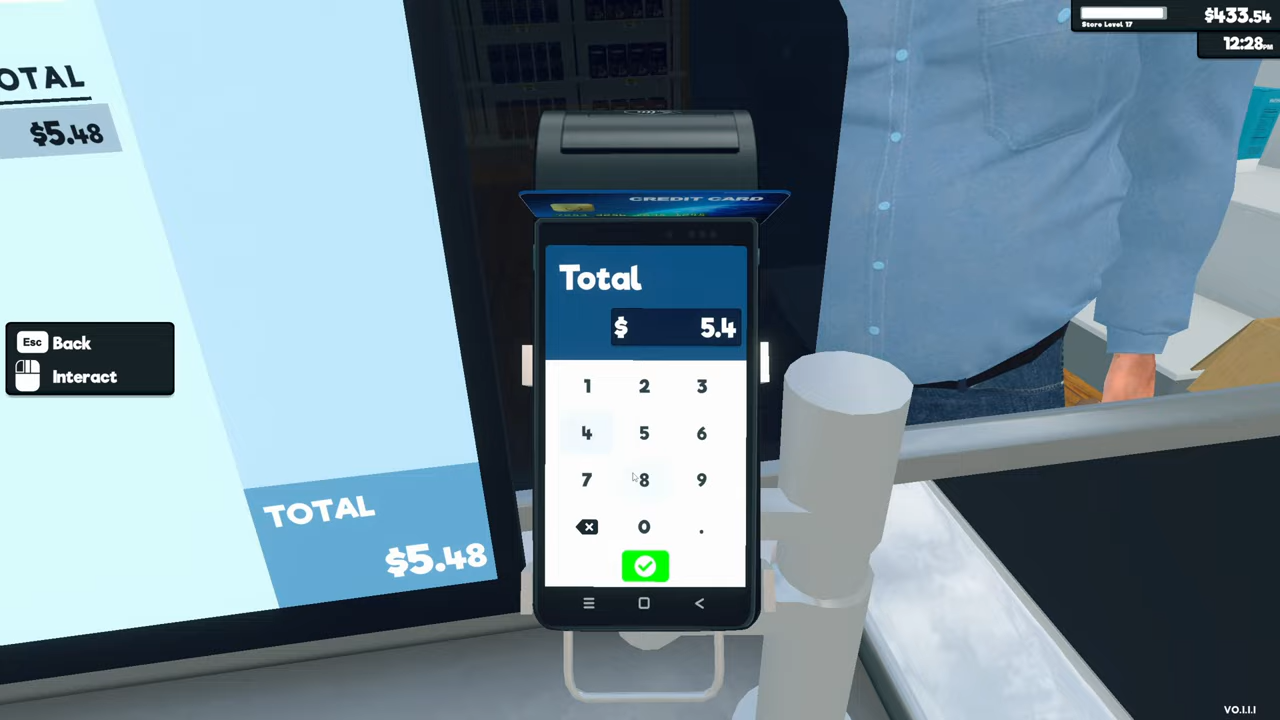 $433.54
Store Level 17
12:28PM
OTAL
$5.48
CREDIT CARD
Total
$ 5.4
Esc Back
Interact
1 2 3
4 5 6
7 8 9
0 .
TOTAL
$5.48
V0.1.1.1